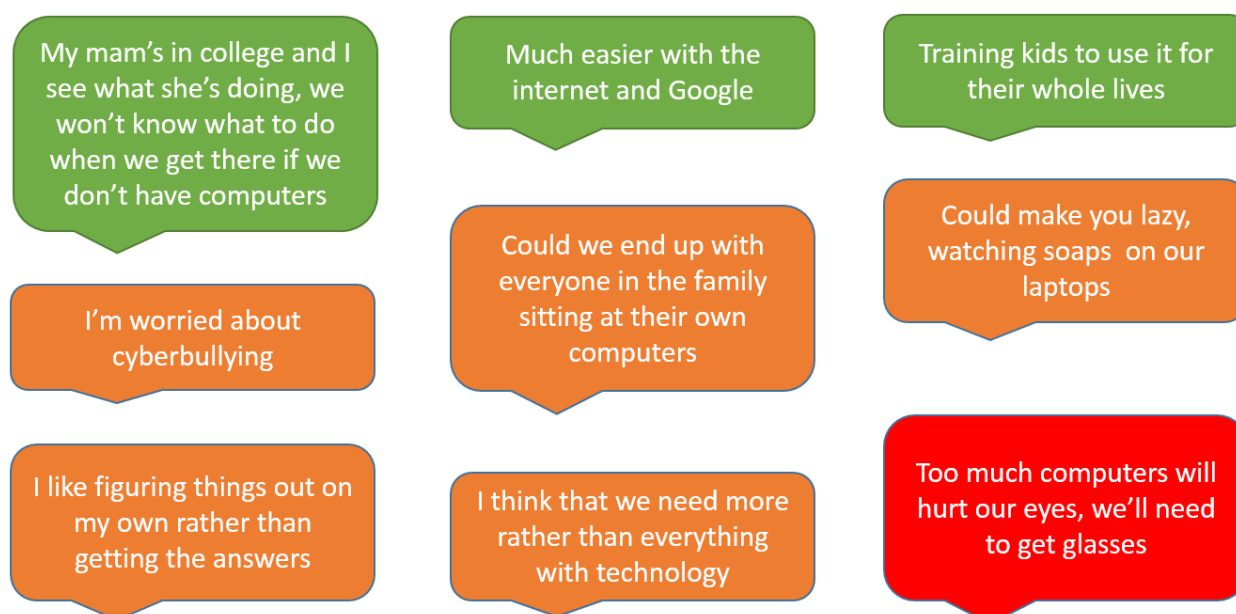 My mam's in college and I
see what she's doing, we
won't know what to do
when we get there if we
don't have computers
Much easier with the
internet and Google
Training kids to use it for
their whole lives
I'm worried about
cyberbullying
Could we end up with
everyone in the family
sitting at their own
computers
Could make you lazy,
watching soaps  on our
laptops
I like figuring things out on
my own rather than
getting the answers
I think that we need more
rather than everything
with technology
Too much computers will
hurt our eyes, we'll need
to get glasses